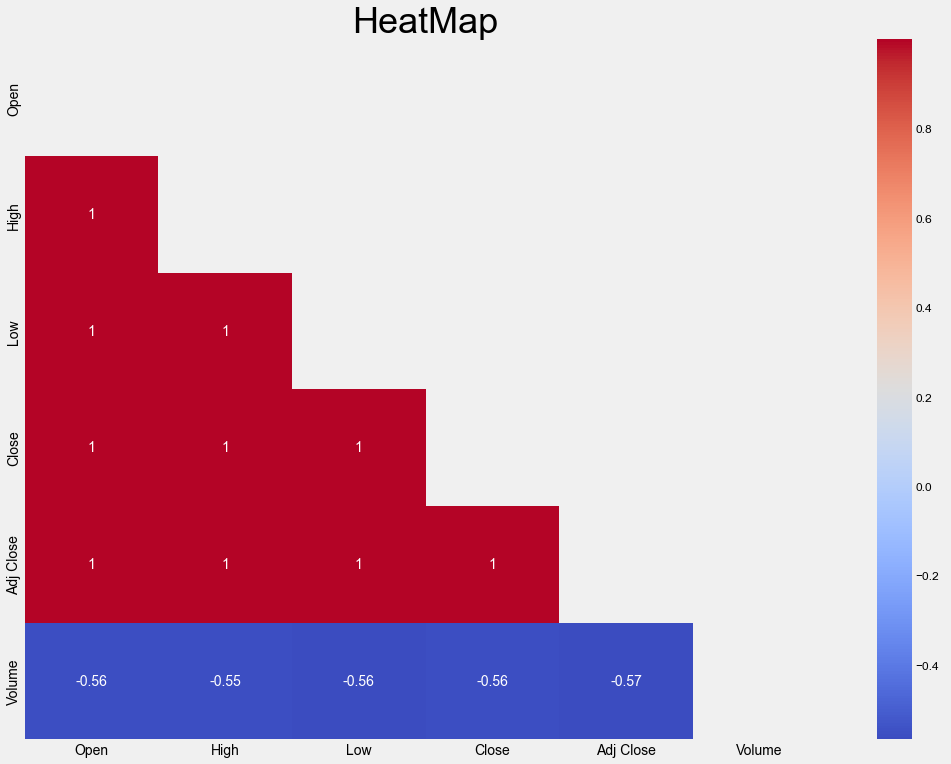 HeatMap
Open
High
1
Low
1 1
Close
1 1 1
Adj Close
1 1 1 1
Volume
-0.56 -0.55 -0.56 -0.56 -0.57
Open High Low Close Adj Close Volume
0.8
0.6
0.4
0.2
0.0
−0.2
−0.4